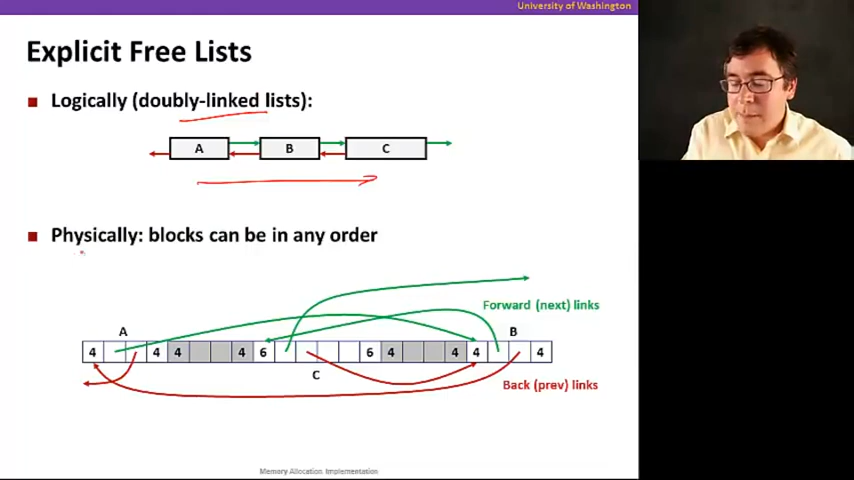 University of Washington
Explicit Free Lists
Logically (doubly-linked lists):
A B C
Physically: blocks can be in any order
Forward (next) links
A B
4 4 4 4 6 6 4 4 4 4
C
Back (prev) links
Memory Allocation Implementation